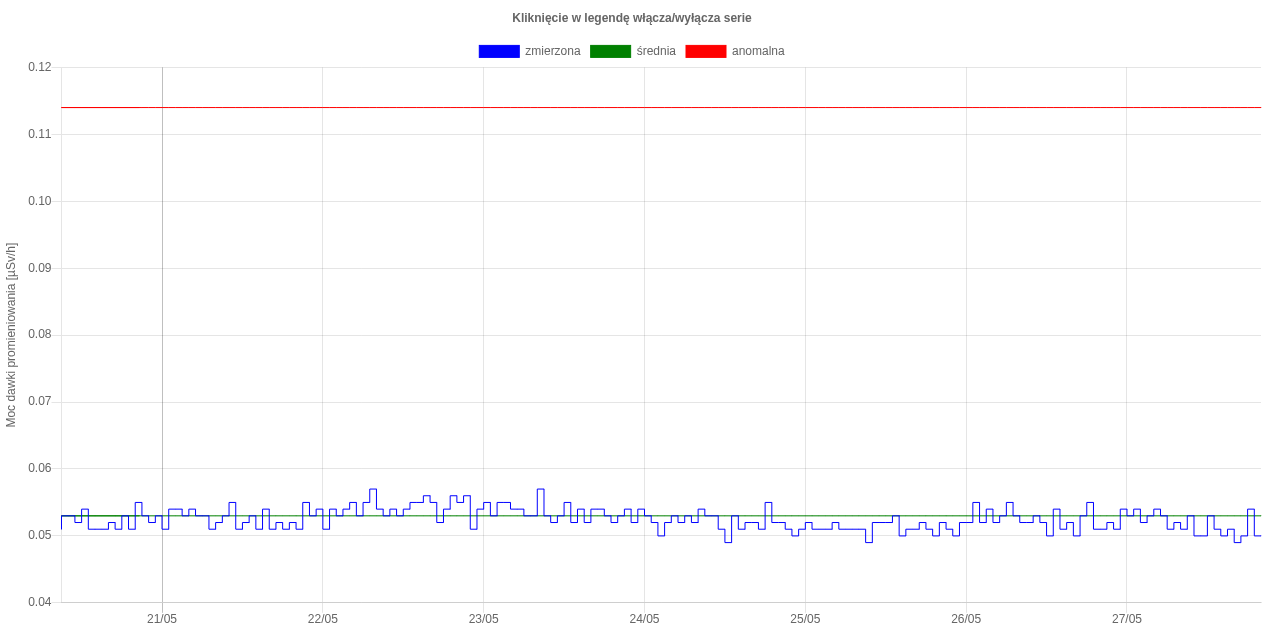 Kliknięcie w legendę włącza/wyłącza serie
zmierzona średnia anomalna
Moc dawki promieniowania [µSv/h]
0.12
0.11
0.10
0.09
0.08
0.07
0.06
0.05
0.04
21/05 22/05 23/05 24/05 25/05 26/05 27/05